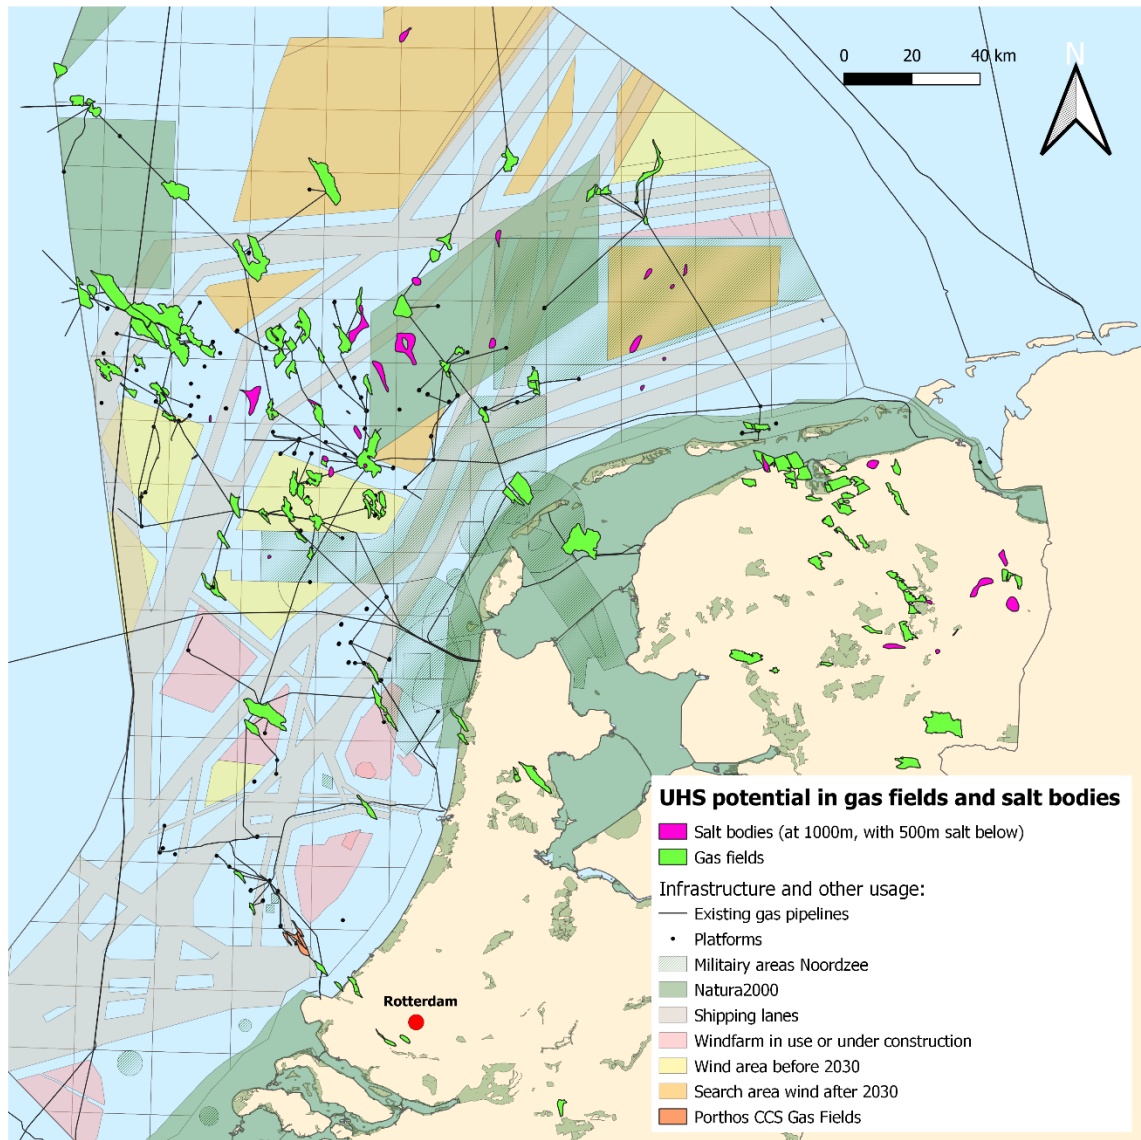 N
0 20 40 km
UHS potential in gas fields and salt bodies
Salt bodies (at 1000m, with 500m salt below)
Gas fields
Infrastructure and other usage:
Existing gas pipelines
Platforms
Militairy areas Noordzee
Natura2000
Shipping lanes
Windfarm in use or under construction
Wind area before 2030
Search area wind after 2030
Porthos CCS Gas Fields
Rotterdam